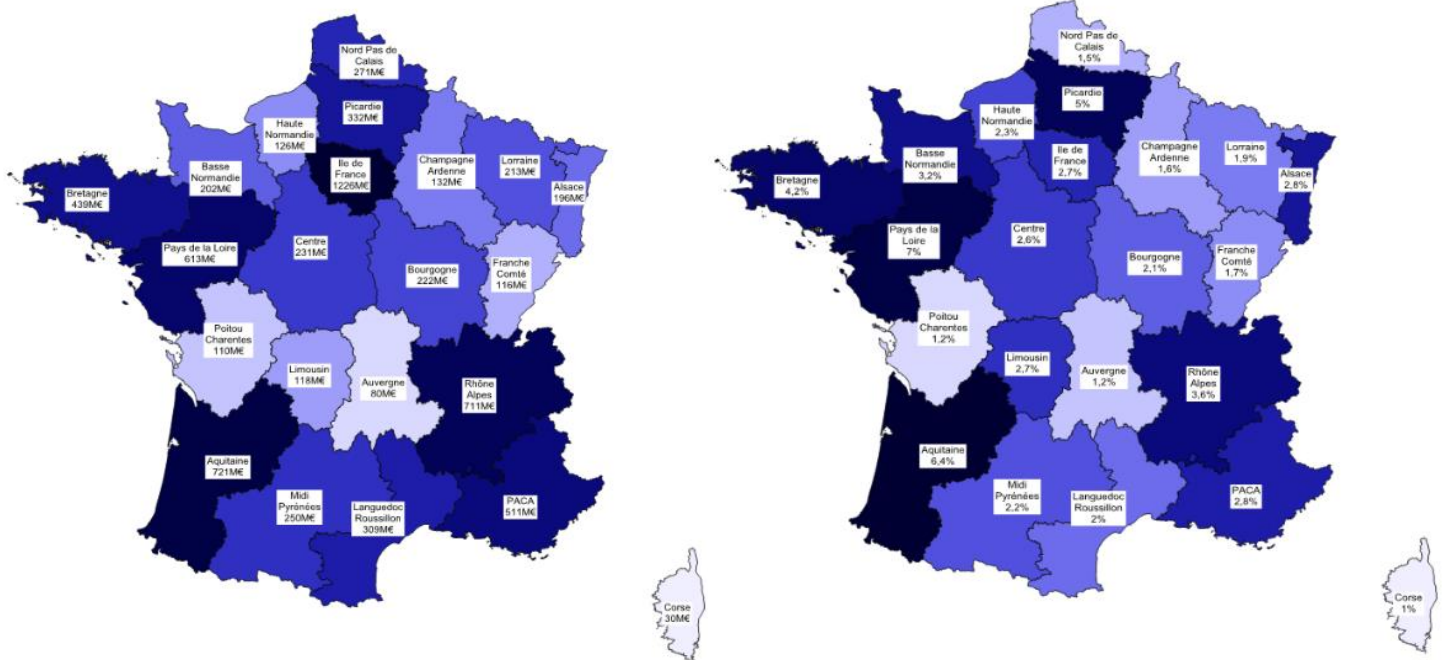 Nord Pas de
Calais
271M€
Picardie
332M€
Haute
Normandie
126M€
Ile de
France
1226M€
Champagne
Ardenne
132M€
Lorraine
213M€
Alsace
196M€
Basse
Normandie
202M€
Bretagne
439M€
Pays de la Loire
613M€
Centre
231M€
Bourgogne
222M€
Franche
Comté
116M€
Poitou
Charentes
110M€
Limousin
118M€
Auvergne
80M€
Rhône
Alpes
711M€
Aquitaine
721M€
Midi
Pyrénées
250M€
Languedoc
Roussillon
309M€
PACA
511M€
Corse
30M€
Nord Pas de
Calais
1,5%
Picardie
5%
Haute
Normandie
2,3%
Ile de
France
2,7%
Champagne
Ardenne
1,6%
Lorraine
1,9%
Alsace
2,8%
Basse
Normandie
3,2%
Bretagne
4,2%
Pays de la
Loire
7%
Centre
2,6%
Bourgogne
2,1%
Franche
Comté
1,7%
Poitou
Charentes
1,2%
Limousin
2,7%
Auvergne
1,2%
Rhône
Alpes
3,6%
Aquitaine
6,4%
Midi
Pyrénées
2,2%
Languedoc
Roussillon
2%
PACA
2,8%
Corse
1%